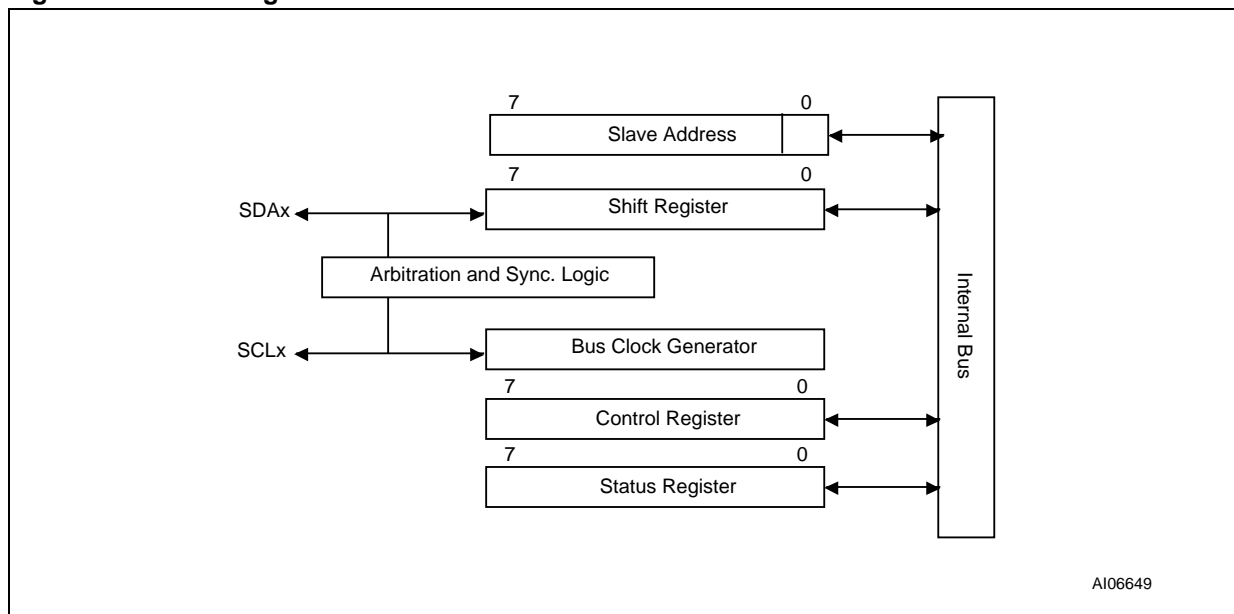 7 0
Slave Address
7 0
SDAx
Shift Register
Arbitration and Sync. Logic
Internal Bus
SCLx
Bus Clock Generator
7 0
Control Register
7 0
Status Register
AI06649